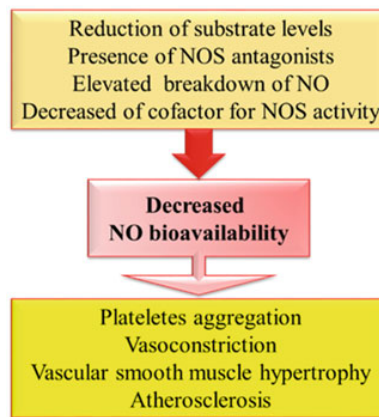 Reduction of substrate levels
Presence of NOS antagonists
Elevated breakdown of NO
Decreased of cofactor for NOS activity
Decreased
NO bioavailability
Plateletes aggregation
Vasoconstriction
Vascular smooth muscle hypertrophy
Atherosclerosis